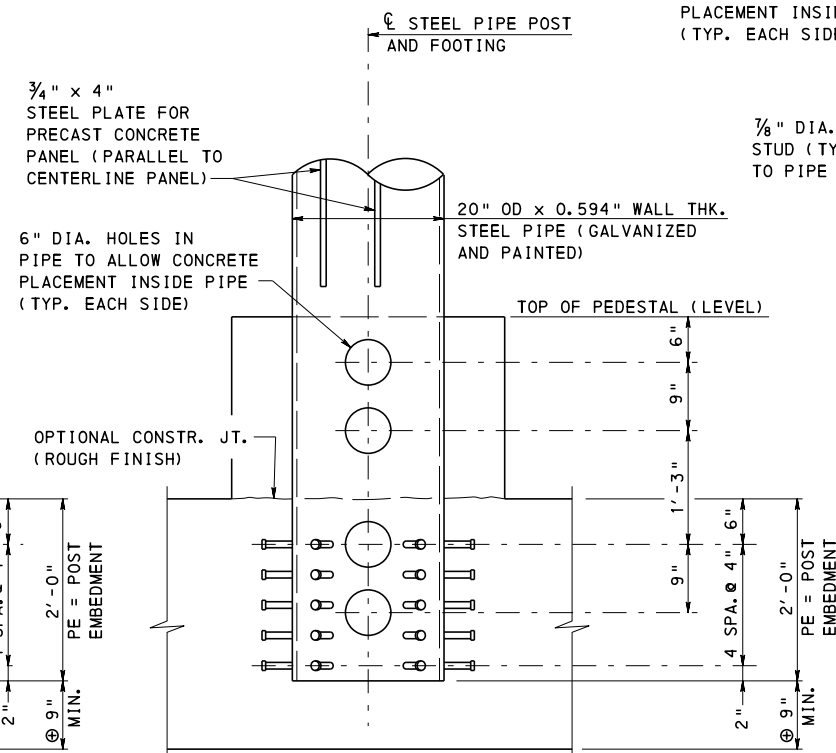 ℄ STEEL PIPE POST
AND FOOTING
PLACEMENT INSI
(TYP. EACH SID
¾" x 4"
STEEL PLATE FOR
PRECAST CONCRETE
PANEL (PARALLEL TO
CENTERLINE PANEL)
⅞" DIA.
STUD (TY
TO PIPE
20" OD x 0.594" WALL THK.
STEEL PIPE (GALVANIZED
AND PAINTED)
6" DIA. HOLES IN
PIPE TO ALLOW CONCRETE
PLACEMENT INSIDE PIPE
(TYP. EACH SIDE)
TOP OF PEDESTAL (LEVEL)
6"
9"
1'-3"
9"
OPTIONAL CONSTR. JT.
(ROUGH FINISH)
2"
2'-0"
PE = POST
EMBEDMENT
⊕ 9"
MIN.
6"
4 SPA.@ 4"
2"
2'-0"
PE = POST
EMBEDMENT
⊕ 9"
MIN.